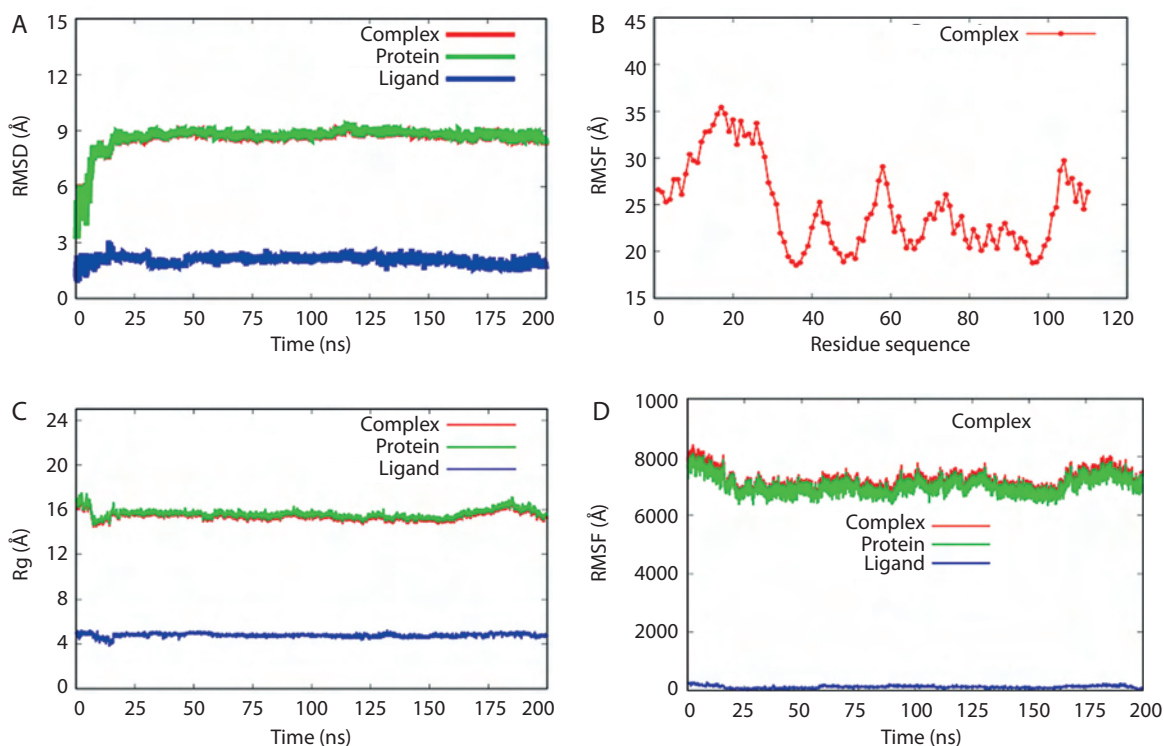 A
15
12
9
6
3
0
RMSD (Å)
Complex
Protein
Ligand
0 25 50 75 100 125 150 175 200
Time (ns)
B
45
40
35
30
25
20
15
RMSF (Å)
Complex
0 20 40 60 80 100 120
Residue sequence
C
24
20
16
12
8
4
0
Rg (Å)
Complex
Protein
Ligand
0 25 50 75 100 125 150 175 200
Time (ns)
D
1000
8000
6000
4000
2000
0
RMSF (Å)
Complex
Complex
Protein
Ligand
0 25 50 75 100 125 150 175 200
Time (ns)